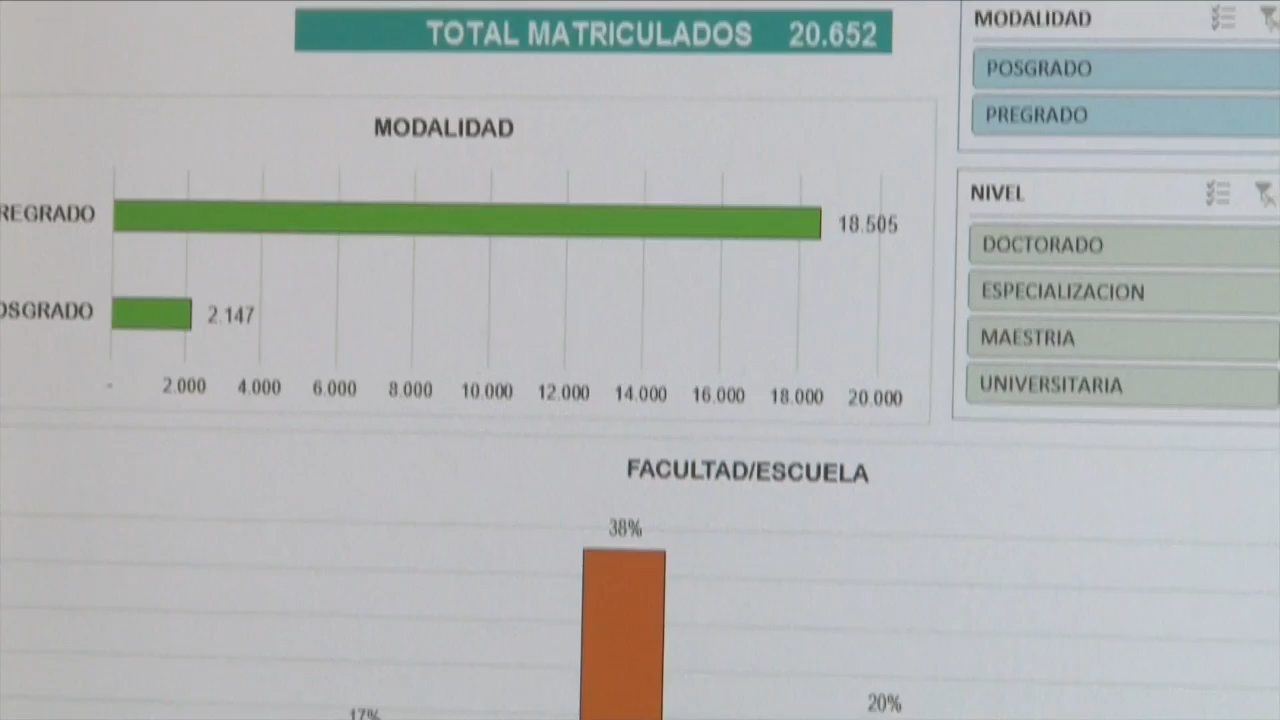 TOTAL MATRICULADOS 20.652
MODALIDAD
REGRADO
18.505
OSGRADO
2.147
- 2.000 4.000 6.000 8.000 10.000 12.000 14.000 16.000 18.000 20.000
MODALIDAD
POSGRADO
PREGRADO
NIVEL
DOCTORADO
ESPECIALIZACION
MAESTRIA
UNIVERSITARIA
FACULTAD/ESCUELA
38%
17%
20%